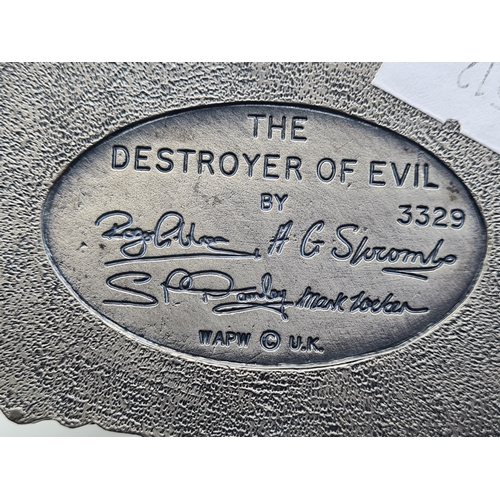 THE
DESTROYER OF EVIL
BY
3329
H G Slocombe
Mark Locker
WAPW © U.K.